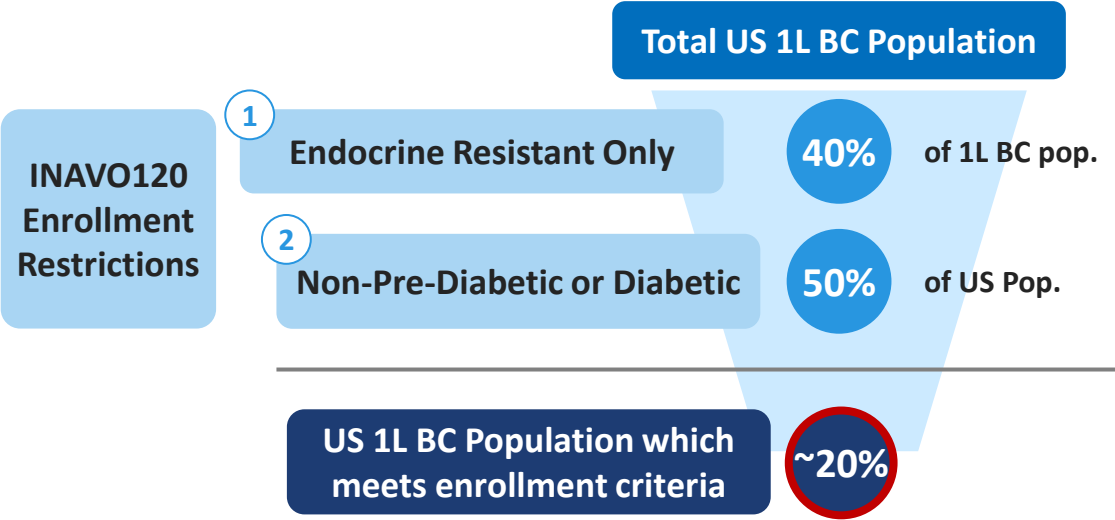 Total US 1L BC Population
INAVO120
Enrollment
Restrictions
1
Endocrine Resistant Only
40%
of 1L BC pop.
2
Non-Pre-Diabetic or Diabetic
50%
of US Pop.
US 1L BC Population which
meets enrollment criteria
~20%